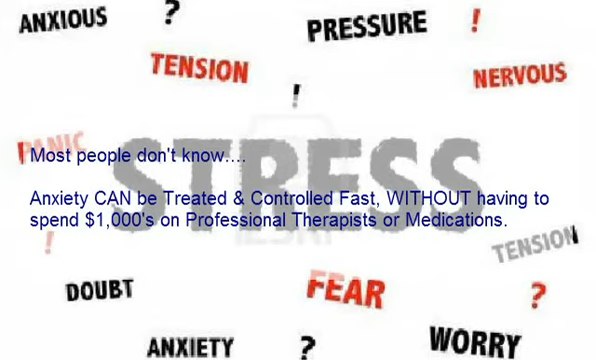 ANXIOUS ? PRESSURE !
TENSION NERVOUS
!
PANIC
STRESS
Most people don't know....
Anxiety CAN be Treated & Controlled Fast, WITHOUT having to
spend $1,000's on Professional Therapists or Medications.
! TENSION
DOUBT FEAR ?
ANXIETY ? WORRY